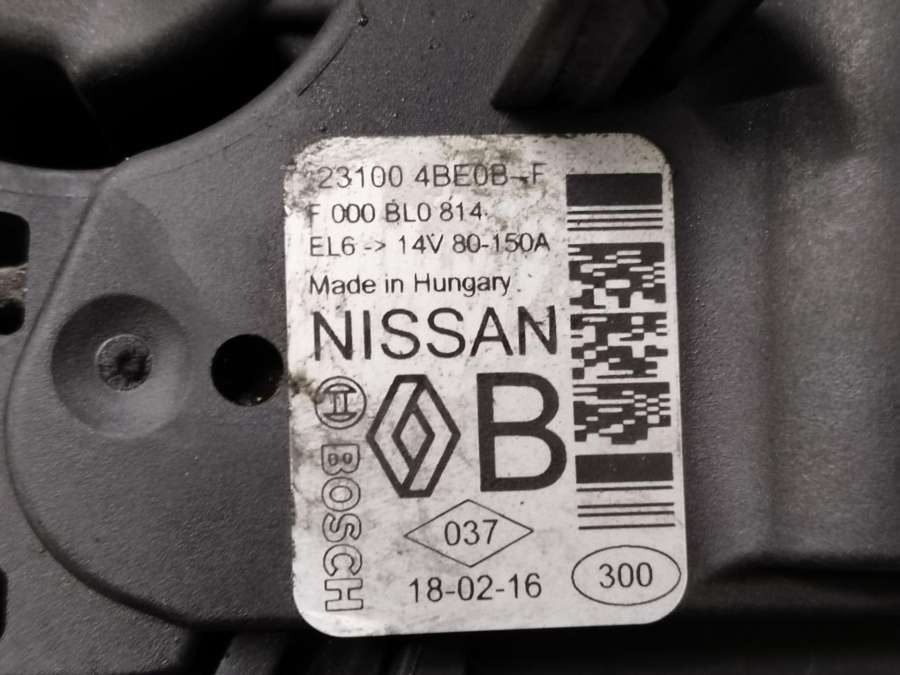 23100 4BE0B-F
F 000 BL0 814
EL6 -> 14V 80-150A
Made in Hungary
NISSAN
B
BOSCH
037
18-02-16
300